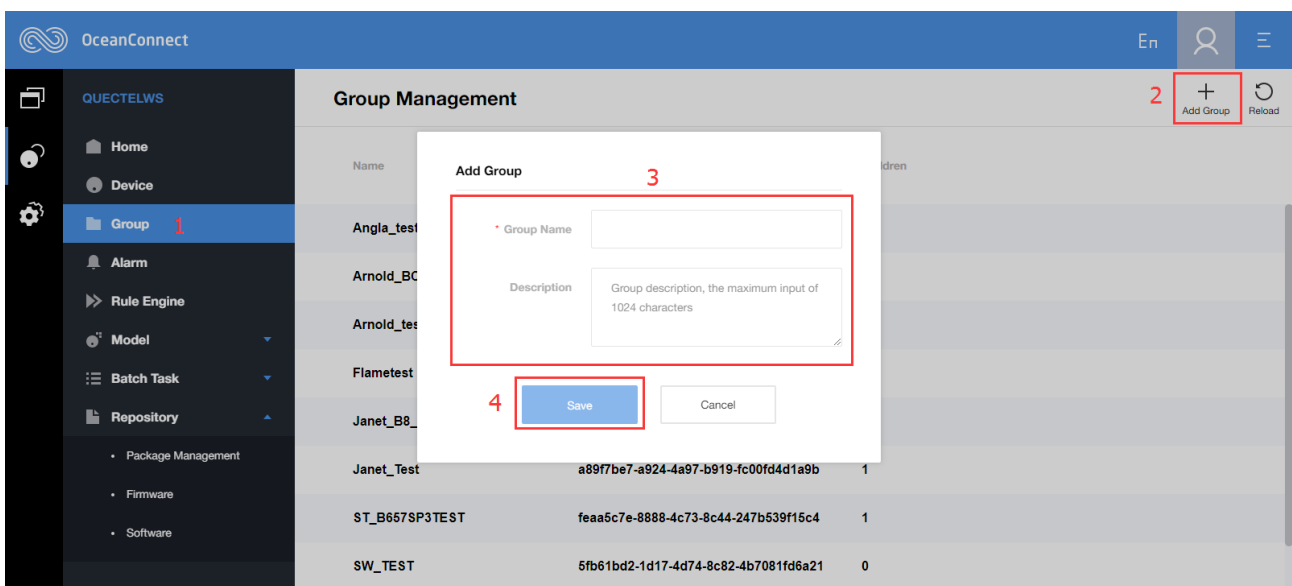 OceanConnect
En
QUECTELWS
Group Management
2
Add Group
Reload
Home
Device
Group 1
Alarm
Rule Engine
Model
Batch Task
Repository
Package Management
Firmware
Software
Name
ldren
Add Group
3
* Group Name
Description
Group description, the maximum input of
1024 characters
4
Save
Cancel
Angla_test
Arnold_BC
Arnold_tes
Flametest
Janet_B8_
Janet_Test a89f7be7-a924-4a97-b919-fc00fd4d1a9b 1
ST_B657SP3TEST feaa5c7e-8888-4c73-8c44-247b539f15c4 1
SW_TEST 5fb61bd2-1d17-4d74-8c82-4b7081fd6a21 0